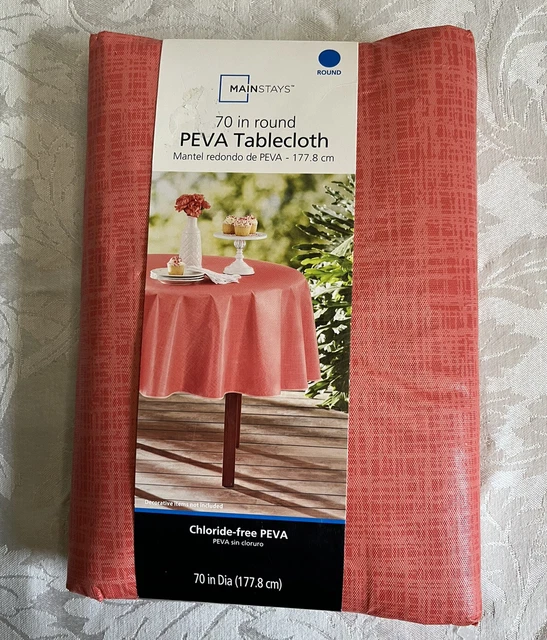 ROUND
MAINSTAYS™
70 in round
PEVA Tablecloth
Mantel redondo de PEVA - 177.8 cm
Decorative items not included
Chloride-free PEVA
PEVA sin cloruro
70 in Dia (177.8 cm)